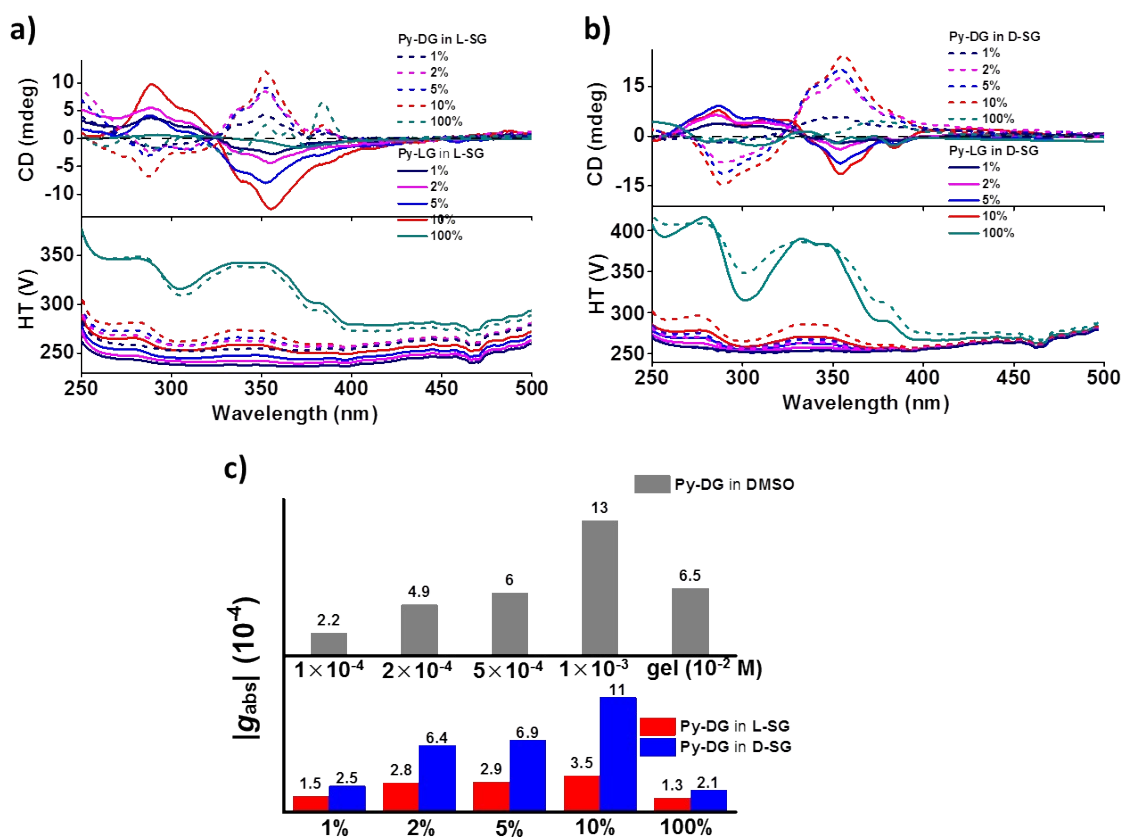 a)
Py-DG in L-SG
1%
2%
5%
10%
100%
Py-LG in L-SG
1%
2%
5%
10%
100%
10
5
0
-5
-10
CD (mdeg)
350
300
250
HT (V)
250 300 350 400 450 500
Wavelength (nm)
b)
Py-DG in D-SG
1%
2%
5%
10%
100%
Py-LG in D-SG
1%
2%
5%
10%
100%
15
0
-15
CD (mdeg)
400
350
300
250
HT (V)
250 300 350 400 450 500
Wavelength (nm)
c)
Py-DG in DMSO
2.2 4.9 6 13 6.5
1×10⁻⁴ 2×10⁻⁴ 5×10⁻⁴ 1×10⁻³ gel (10⁻² M)
|gabs| (10⁻⁴)
Py-DG in L-SG
Py-DG in D-SG
1.5 2.5 2.8 6.4 2.9 6.9 3.5 11 1.3 2.1
1% 2% 5% 10% 100%